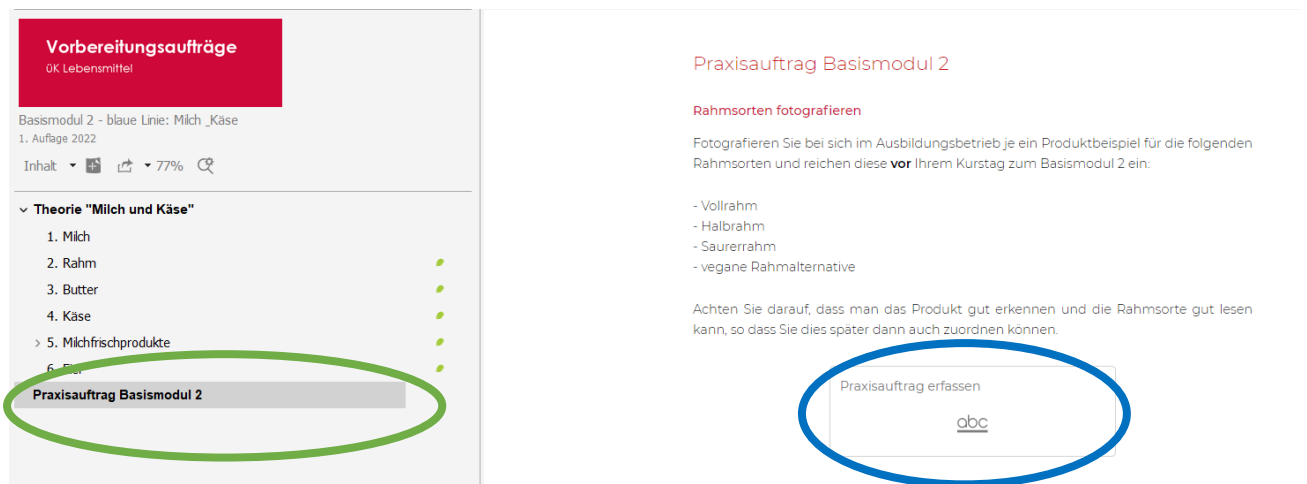 Vorbereitungsaufträge
üK Lebensmittel
Basismodul 2 - blaue Linie: Milch _Käse
1. Auflage 2022
Inhalt 77%
Theorie "Milch und Käse"
1. Milch
2. Rahm
3. Butter
4. Käse
5. Milchfrischprodukte
6. Eier
Praxisauftrag Basismodul 2
Praxisauftrag Basismodul 2
Rahmsorten fotografieren
Fotografieren Sie bei sich im Ausbildungsbetrieb je ein Produktbeispiel für die folgenden
Rahmsorten und reichen diese vor Ihrem Kurstag zum Basismodul 2 ein:
- Vollrahm
- Halbrahm
- Saurerrahm
- vegane Rahmalternative
Achten Sie darauf, dass man das Produkt gut erkennen und die Rahmsorte gut lesen
kann, so dass Sie dies später dann auch zuordnen können.
Praxisauftrag erfassen
abc